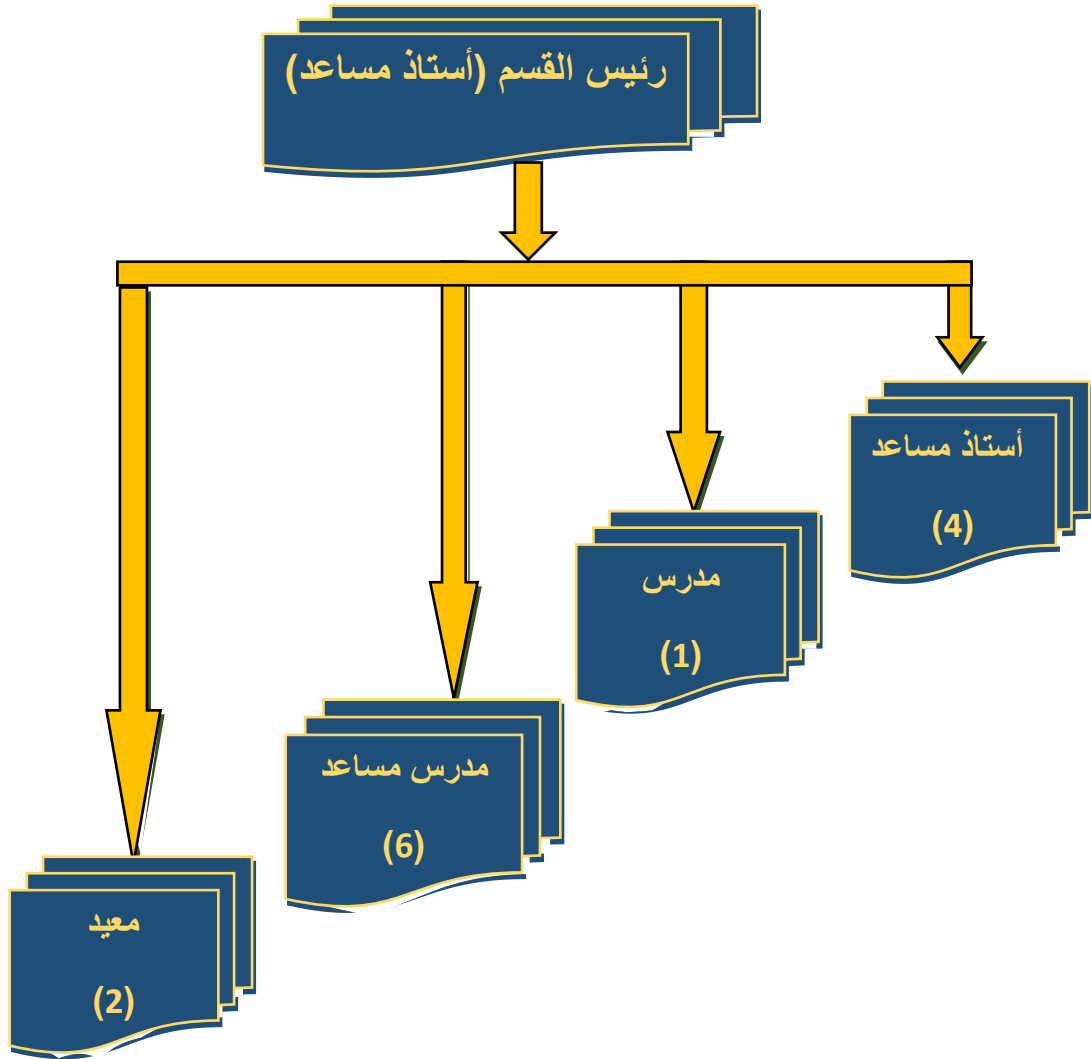 رئيس القسم (أستاذ مساعد)
أستاذ مساعد
(4)
مدرس
(1)
مدرس مساعد
(6)
معيد
(2)